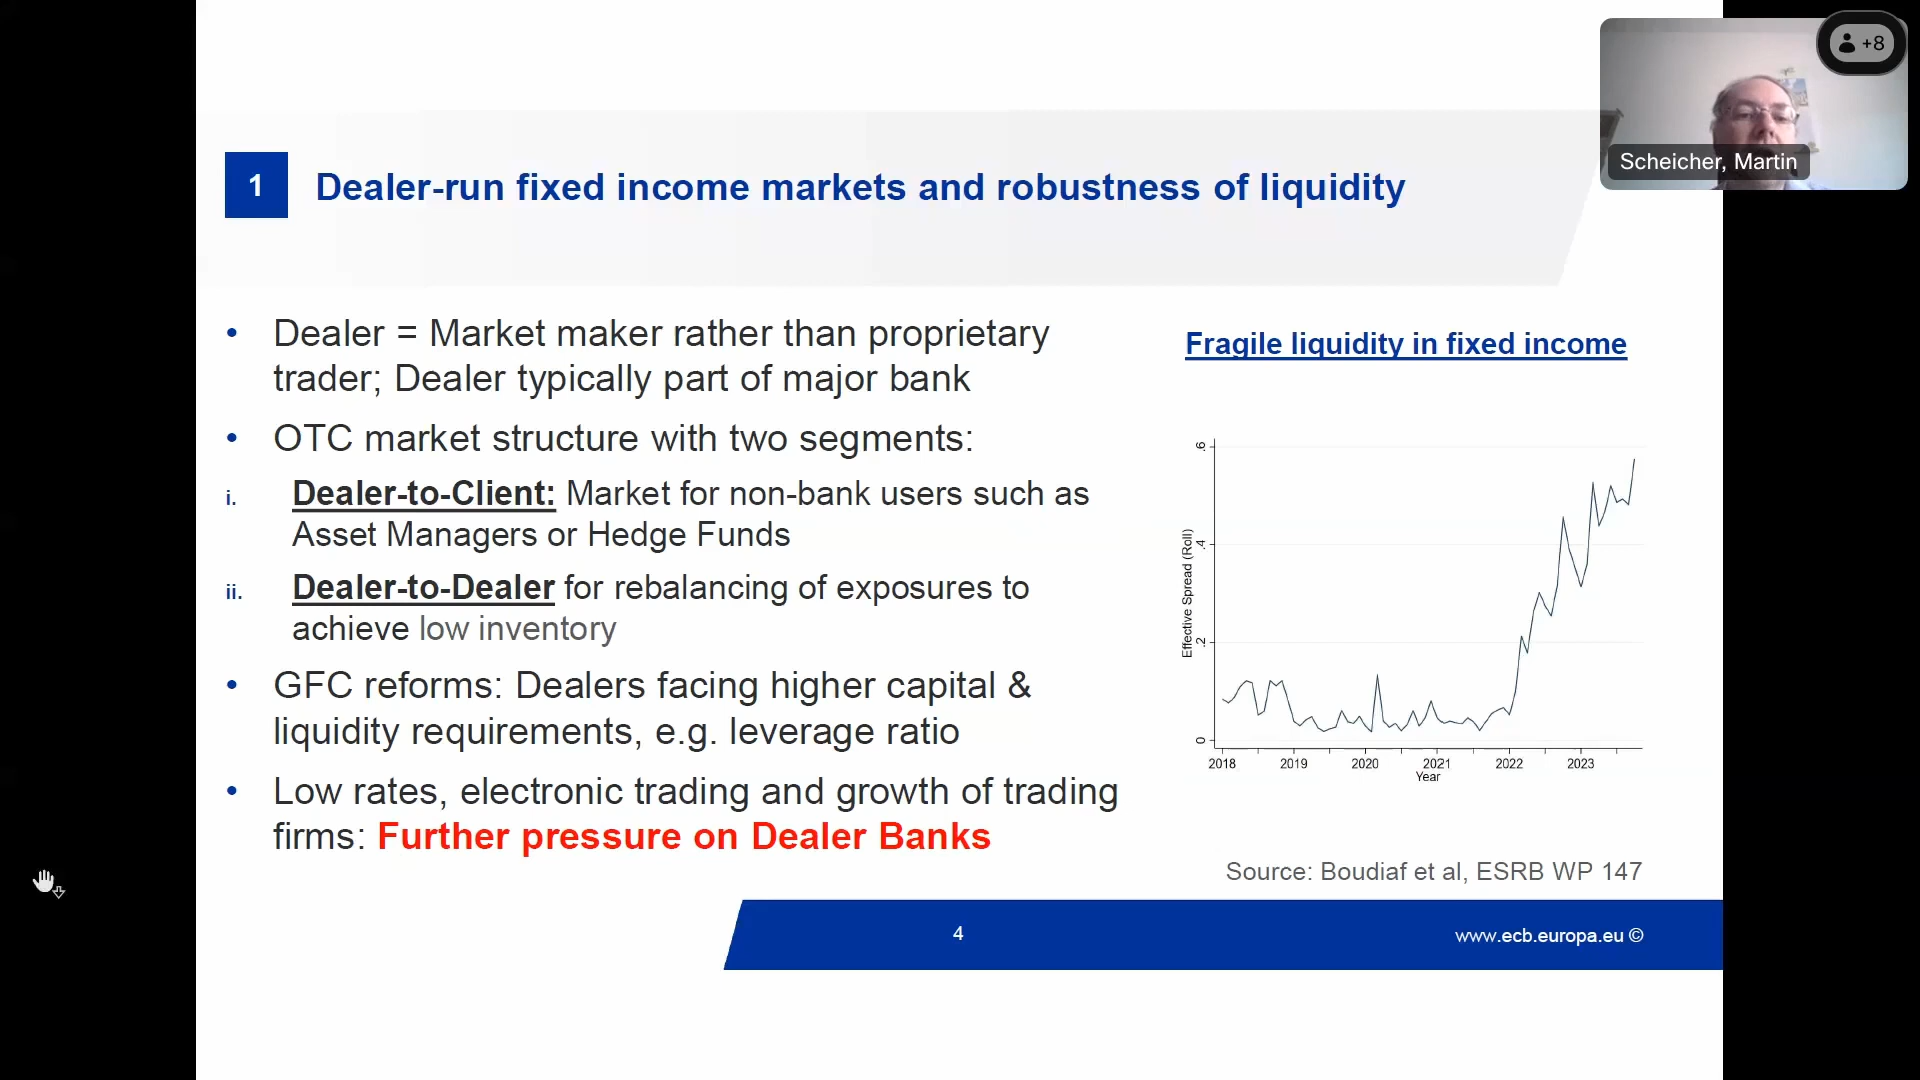 +8
Scheicher, Martin
1
Dealer-run fixed income markets and robustness of liquidity
• Dealer = Market maker rather than proprietary
trader; Dealer typically part of major bank
• OTC market structure with two segments:
i. Dealer-to-Client: Market for non-bank users such as
Asset Managers or Hedge Funds
ii. Dealer-to-Dealer for rebalancing of exposures to
achieve low inventory
• GFC reforms: Dealers facing higher capital &
liquidity requirements, e.g. leverage ratio
• Low rates, electronic trading and growth of trading
firms: Further pressure on Dealer Banks
Fragile liquidity in fixed income
Effective Spread (Roll)
.6
.4
.2
0
2018 2019 2020 2021 2022 2023
Year
Source: Boudiaf et al, ESRB WP 147
4
www.ecb.europa.eu ©